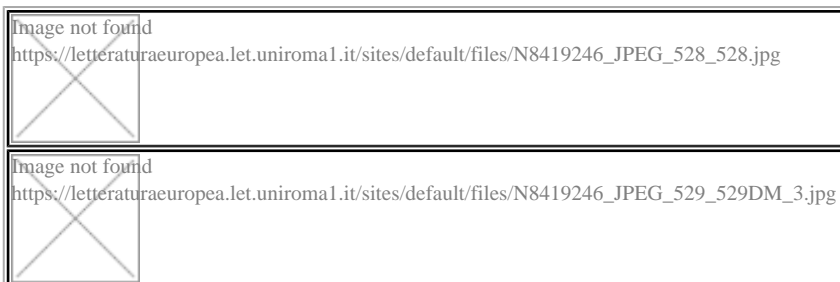 Image not found
https://letteraturaeuropea.let.uniroma1.it/sites/default/files/N8419246_JPEG_528_528.jpg
Image not found
https://letteraturaeuropea.let.uniroma1.it/sites/default/files/N8419246_JPEG_529_529DM_3.jpg